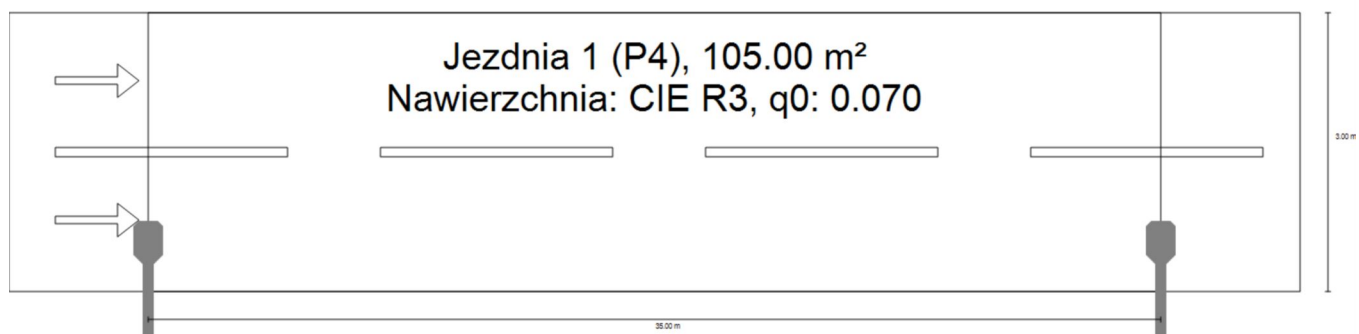 Jezdnia 1 (P4), 105.00 m²
Nawierzchnia: CIE R3, q0: 0.070
3.00 m
35.00 m